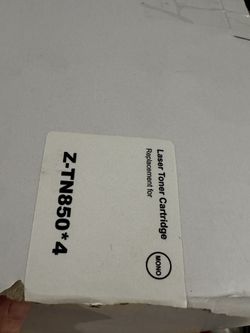 Laser Toner Cartridge
Replacement for
MONO
Z-TN850*4